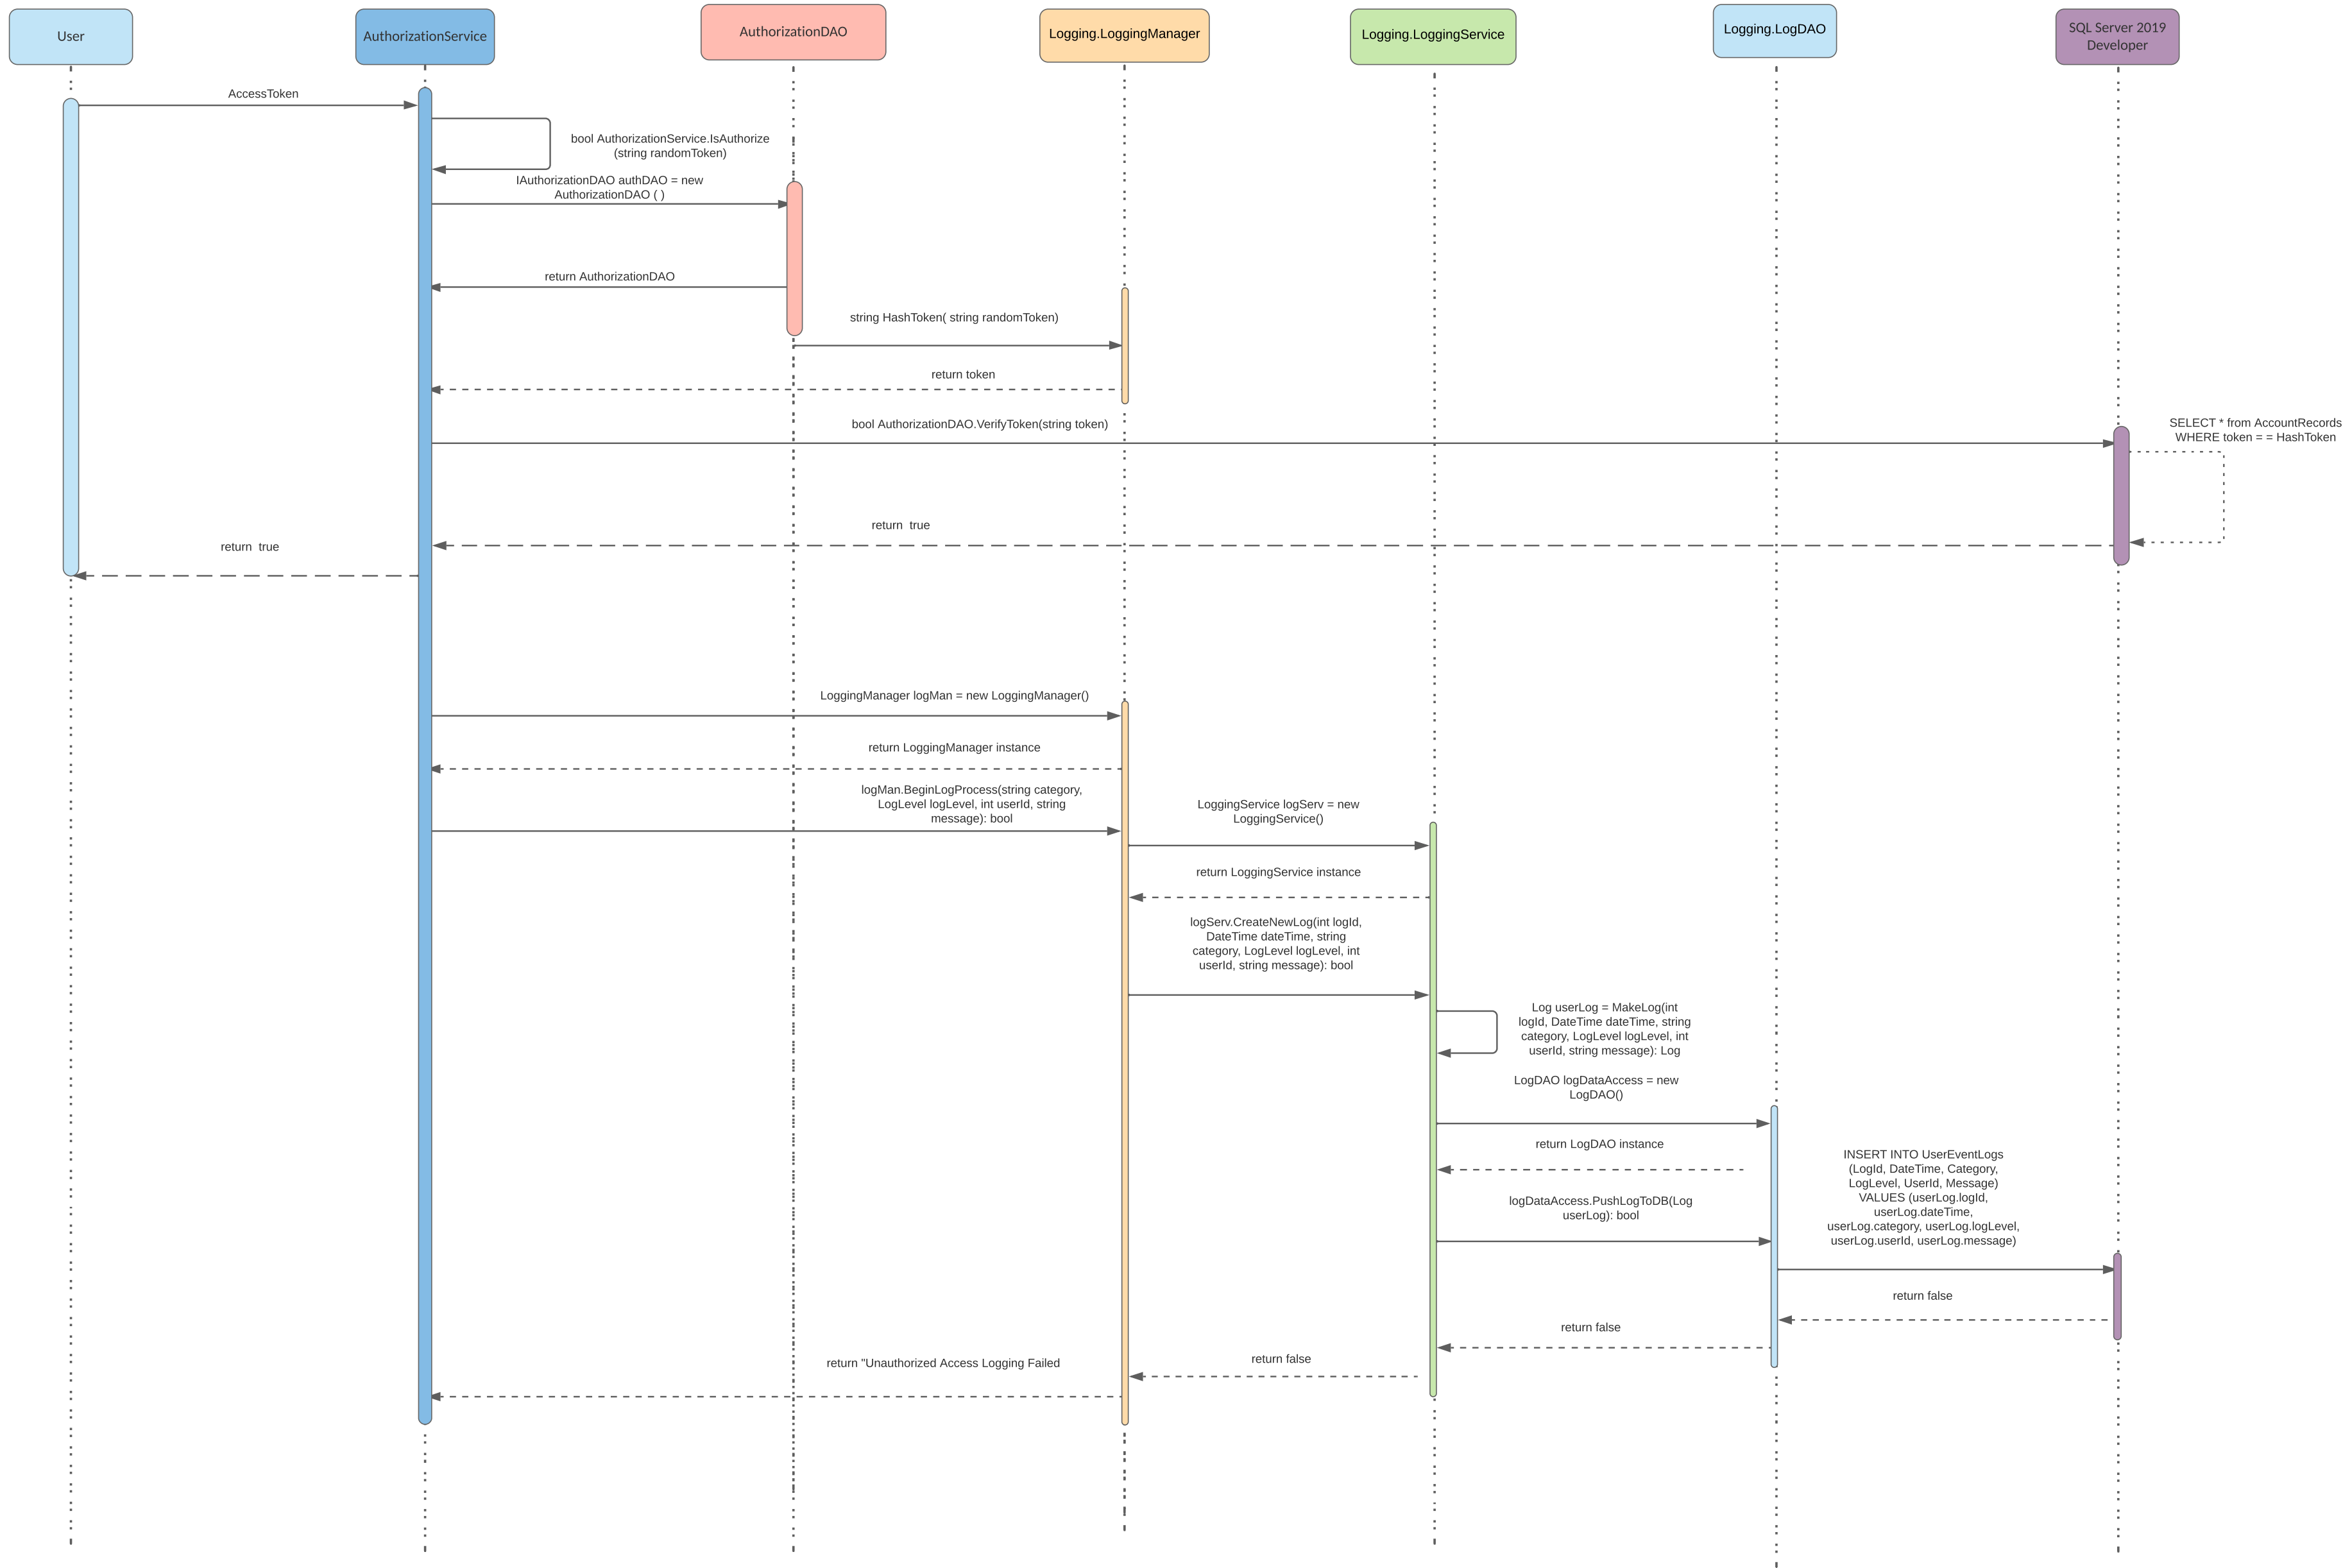 User
AuthorizationService
AuthorizationDAO
Logging.LoggingManager
Logging.LoggingService
Logging.LogDAO
SQL Server 2019
Developer
AccessToken
bool AuthorizationService.IsAuthorize
(string randomToken)
IAuthorizationDAO authDAO = new
AuthorizationDAO ( )
return AuthorizationDAO
string HashToken( string randomToken)
return token
bool AuthorizationDAO.VerifyToken(string token)
SELECT * from AccountRecords
WHERE token = = HashToken
return  true
return  true
LoggingManager logMan = new LoggingManager()
return LoggingManager instance
logMan.BeginLogProcess(string category,
LogLevel logLevel, int userId, string
message): bool
LoggingService logServ = new
LoggingService()
return LoggingService instance
logServ.CreateNewLog(int logId,
DateTime dateTime, string
category, LogLevel logLevel, int
userId, string message): bool
Log userLog = MakeLog(int
logId, DateTime dateTime, string
category, LogLevel logLevel, int
userId, string message): Log
LogDAO logDataAccess = new
LogDAO()
return LogDAO instance
logDataAccess.PushLogToDB(Log
userLog): bool
INSERT INTO UserEventLogs
(LogId, DateTime, Category,
LogLevel, UserId, Message)
VALUES (userLog.logId,
userLog.dateTime,
userLog.category, userLog.logLevel,
userLog.userId, userLog.message)
return false
return false
return false
return "Unauthorized Access Logging Failed